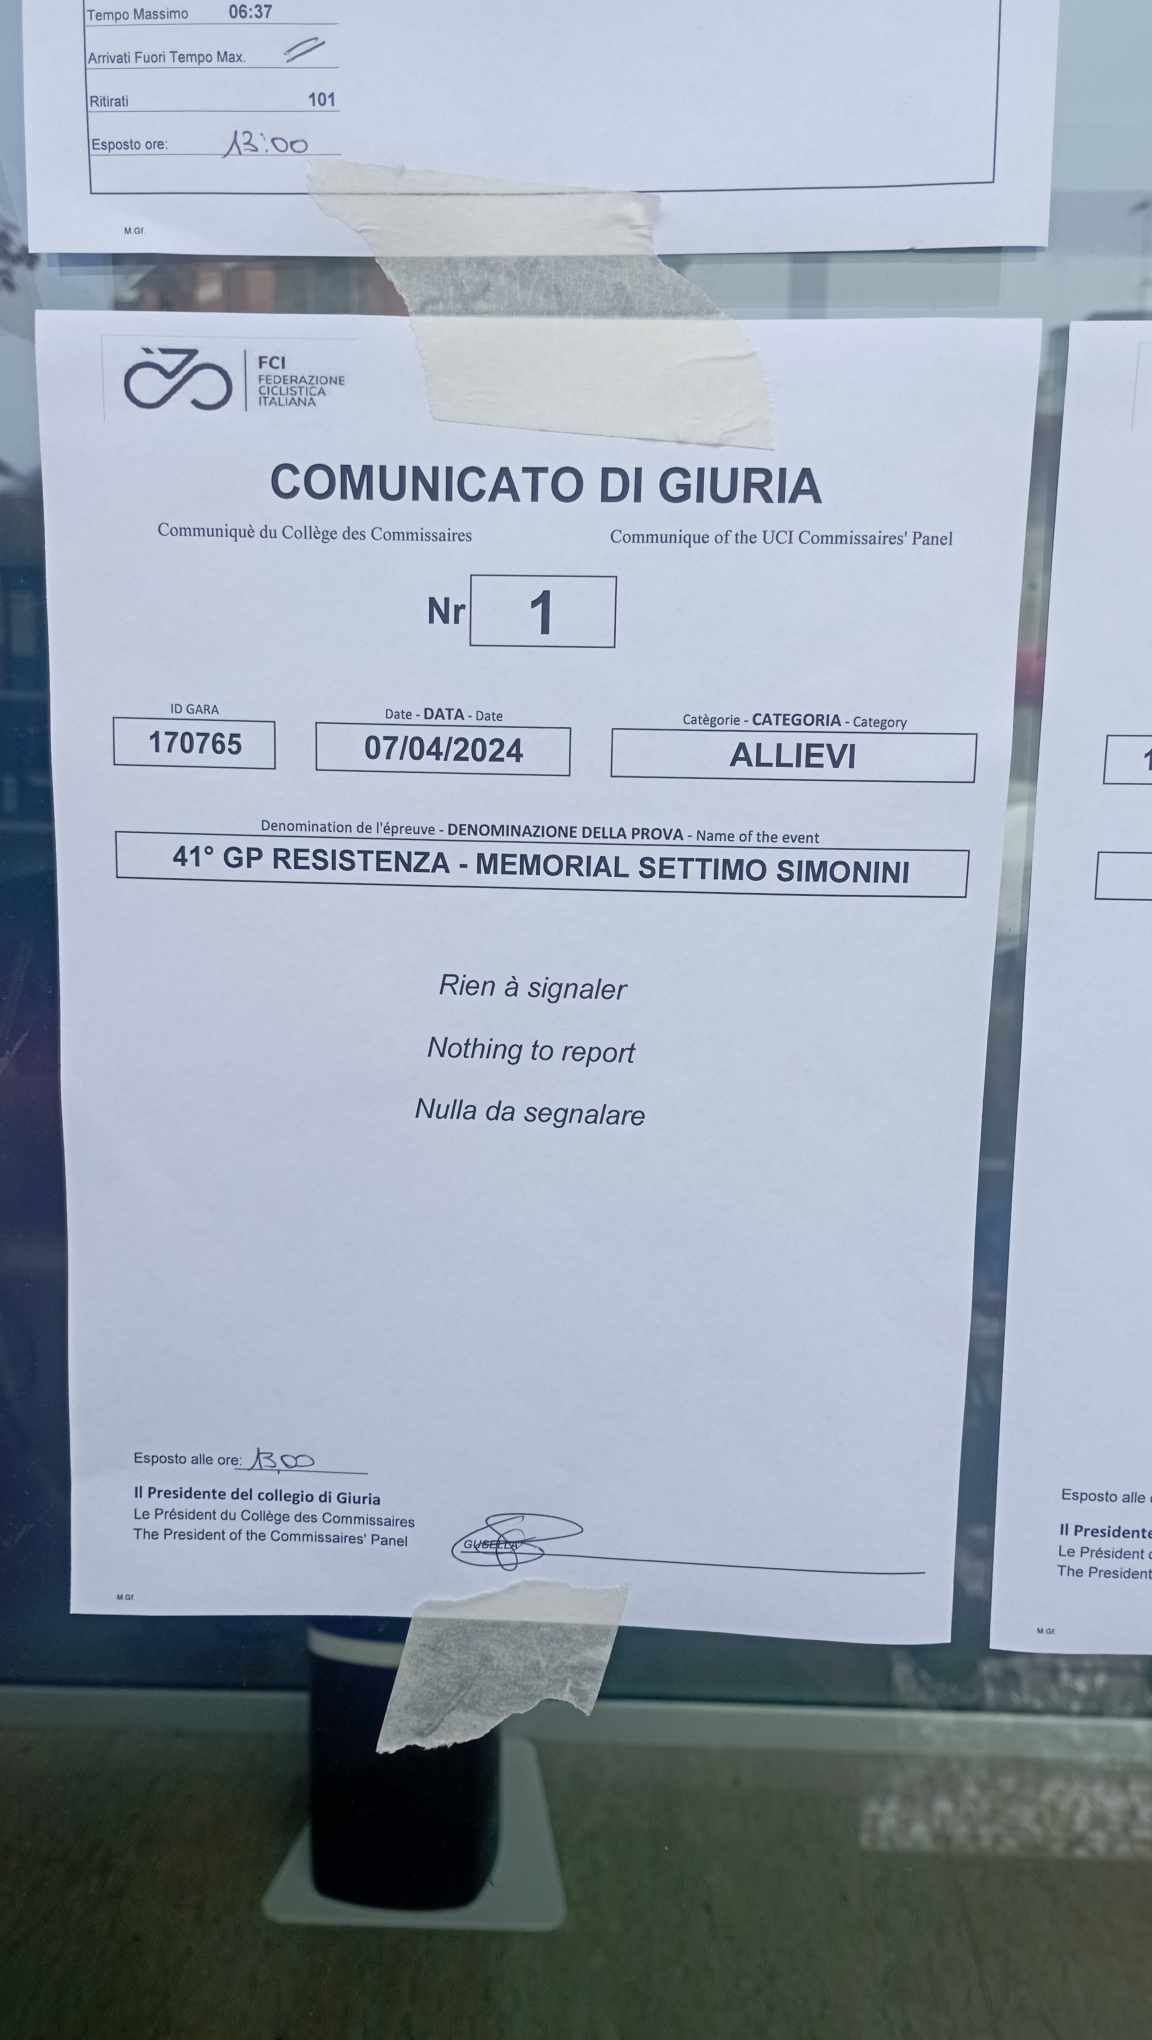 Tempo Massimo 06:37
Arrivati Fuori Tempo Max.
Ritirati 101
Esposto ore: 13:00
M.Gf.
FCI
FEDERAZIONE
CICLISTICA
ITALIANA
COMUNICATO DI GIURIA
Communiquè du Collège des Commissaires Communique of the UCI Commissaires' Panel
Nr 1
ID GARA Date - DATA - Date Catègorie - CATEGORIA - Category
170765 07/04/2024 ALLIEVI
Denomination de l'épreuve - DENOMINAZIONE DELLA PROVA - Name of the event
41° GP RESISTENZA - MEMORIAL SETTIMO SIMONINI
Rien à signaler
Nothing to report
Nulla da segnalare
Esposto alle ore: 13,00
Il Presidente del collegio di Giuria
Le Président du Collège des Commissaires
The President of the Commissaires' Panel
M.Gf.
1
Esposto alle
Il Presidente
Le Président
The President
M.Gf.